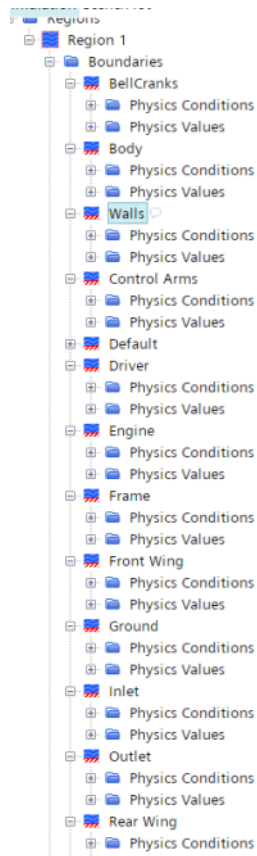 Regions
Region 1
Boundaries
BellCranks
Physics Conditions
Physics Values
Body
Physics Conditions
Physics Values
Walls
Physics Conditions
Physics Values
Control Arms
Physics Conditions
Physics Values
Default
Driver
Physics Conditions
Physics Values
Engine
Physics Conditions
Physics Values
Frame
Physics Conditions
Physics Values
Front Wing
Physics Conditions
Physics Values
Ground
Physics Conditions
Physics Values
Inlet
Physics Conditions
Physics Values
Outlet
Physics Conditions
Physics Values
Rear Wing
Physics Conditions